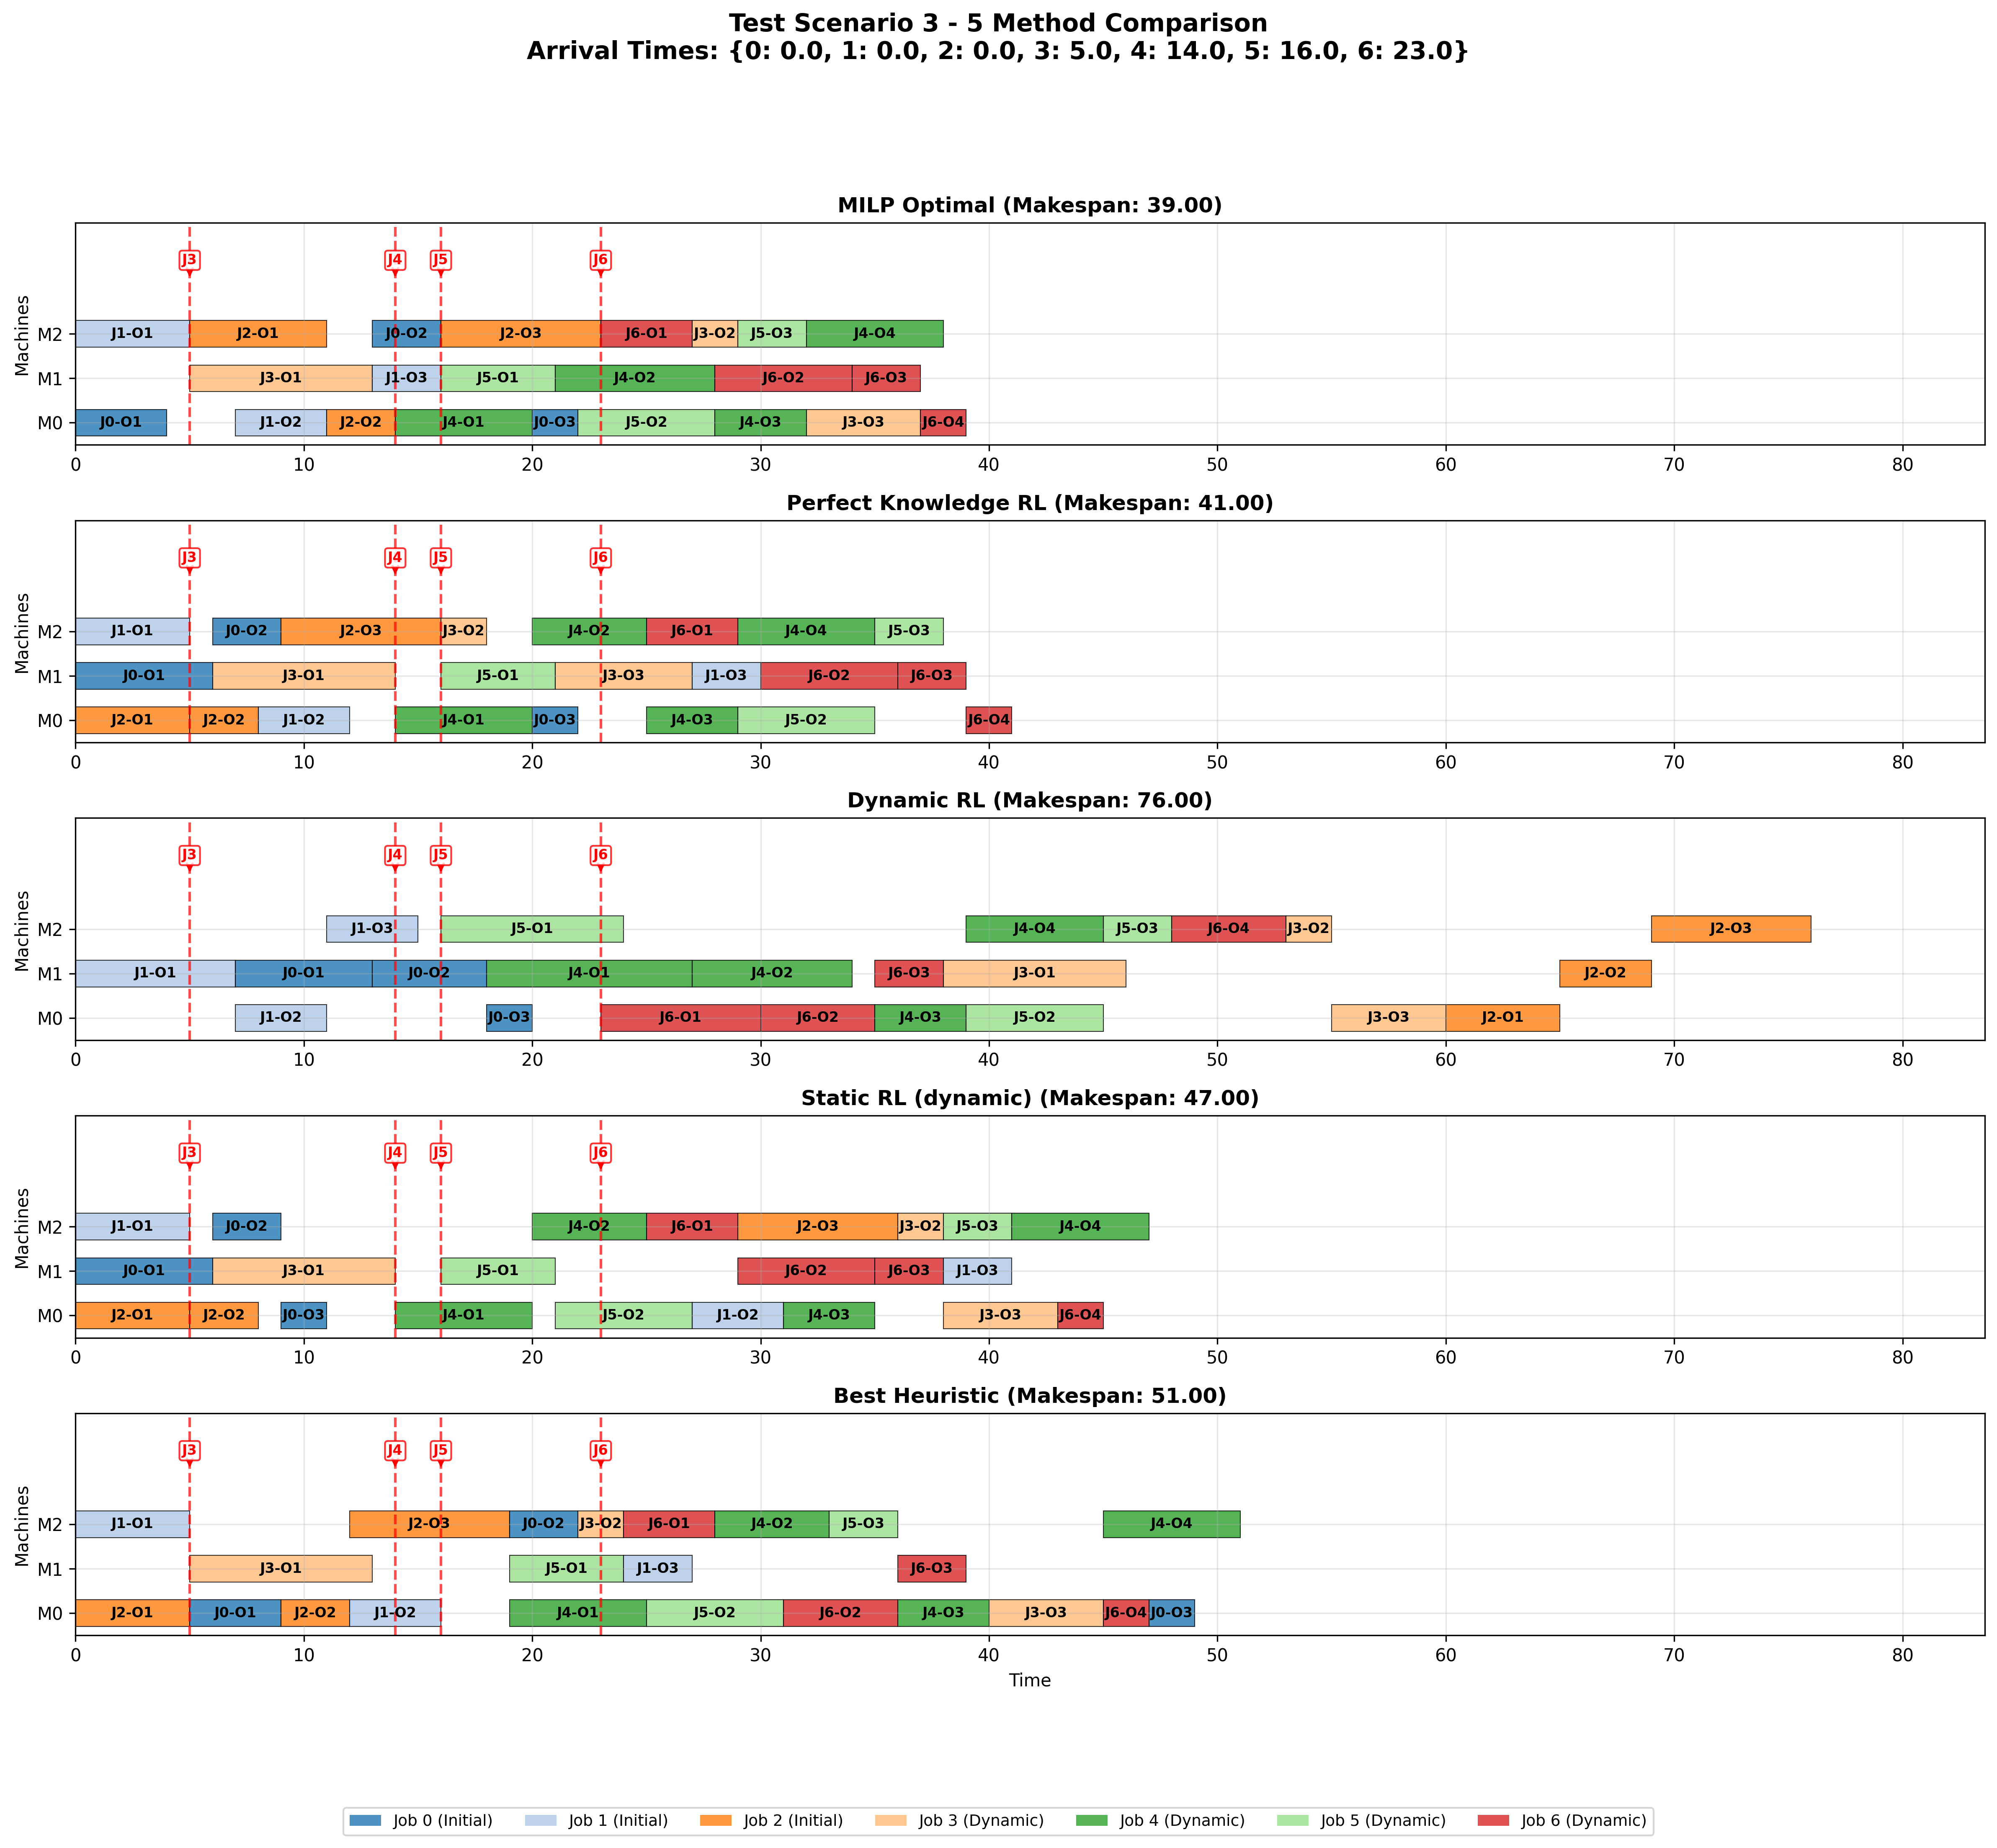 Test Scenario 3 - 5 Method Comparison
Arrival Times: {0: 0.0, 1: 0.0, 2: 0.0, 3: 5.0, 4: 14.0, 5: 16.0, 6: 23.0}
MILP Optimal (Makespan: 39.00)
J3 J4 J5 J6
Machines
M2 J1-O1 J2-O1 J0-O2 J2-O3 J6-O1 J3-O2 J5-O3 J4-O4
M1 J3-O1 J1-O3 J5-O1 J4-O2 J6-O2 J6-O3
M0 J0-O1 J1-O2 J2-O2 J4-O1 J0-O3 J5-O2 J4-O3 J3-O3 J6-O4
0 10 20 30 40 50 60 70 80
Perfect Knowledge RL (Makespan: 41.00)
J3 J4 J5 J6
Machines
M2 J1-O1 J0-O2 J2-O3 J3-O2 J4-O2 J6-O1 J4-O4 J5-O3
M1 J0-O1 J3-O1 J5-O1 J3-O3 J1-O3 J6-O2 J6-O3
M0 J2-O1 J2-O2 J1-O2 J4-O1 J0-O3 J4-O3 J5-O2 J6-O4
0 10 20 30 40 50 60 70 80
Dynamic RL (Makespan: 76.00)
J3 J4 J5 J6
Machines
M2 J1-O3 J5-O1 J4-O4 J5-O3 J6-O4 J3-O2 J2-O3
M1 J1-O1 J0-O1 J0-O2 J4-O1 J4-O2 J6-O3 J3-O1 J2-O2
M0 J1-O2 J0-O3 J6-O1 J6-O2 J4-O3 J5-O2 J3-O3 J2-O1
0 10 20 30 40 50 60 70 80
Static RL (dynamic) (Makespan: 47.00)
J3 J4 J5 J6
Machines
M2 J1-O1 J0-O2 J4-O2 J6-O1 J2-O3 J3-O2 J5-O3 J4-O4
M1 J0-O1 J3-O1 J5-O1 J6-O2 J6-O3 J1-O3
M0 J2-O1 J2-O2 J0-O3 J4-O1 J5-O2 J1-O2 J4-O3 J3-O3 J6-O4
0 10 20 30 40 50 60 70 80
Best Heuristic (Makespan: 51.00)
J3 J4 J5 J6
Machines
M2 J1-O1 J2-O3 J0-O2 J3-O2 J6-O1 J4-O2 J5-O3 J4-O4
M1 J3-O1 J5-O1 J1-O3 J6-O3
M0 J2-O1 J0-O1 J2-O2 J1-O2 J4-O1 J5-O2 J6-O2 J4-O3 J3-O3 J6-O4 J0-O3
0 10 20 30 40 50 60 70 80
Time
Job 0 (Initial) Job 1 (Initial) Job 2 (Initial) Job 3 (Dynamic) Job 4 (Dynamic) Job 5 (Dynamic) Job 6 (Dynamic)